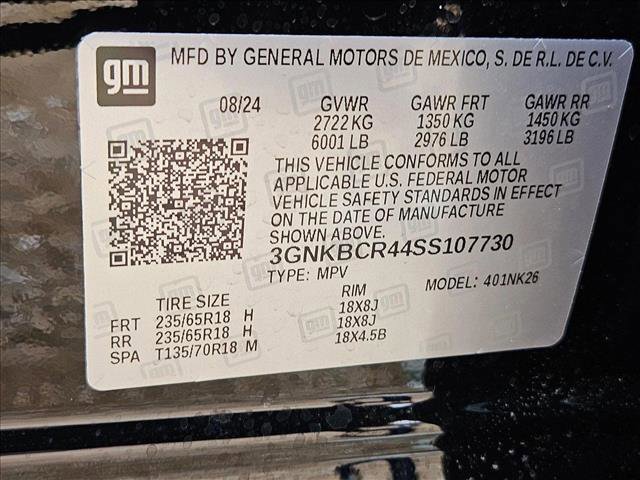 gm MFD BY GENERAL MOTORS DE MEXICO, S. DE R.L. DE C.V.
08/24 GVWR GAWR FRT GAWR RR
2722 KG 1350 KG 1450 KG
6001 LB 2976 LB 3196 LB
THIS VEHICLE CONFORMS TO ALL
APPLICABLE U.S. FEDERAL MOTOR
VEHICLE SAFETY STANDARDS IN EFFECT
ON THE DATE OF MANUFACTURE
SHOWN ABOVE.
3GNKBCR44SS107730
TYPE: MPV MODEL: 401NK26
TIRE SIZE RIM
FRT 235/65R18 H 18X8J
RR 235/65R18 H 18X8J
SPA T135/70R18 M 18X4.5B